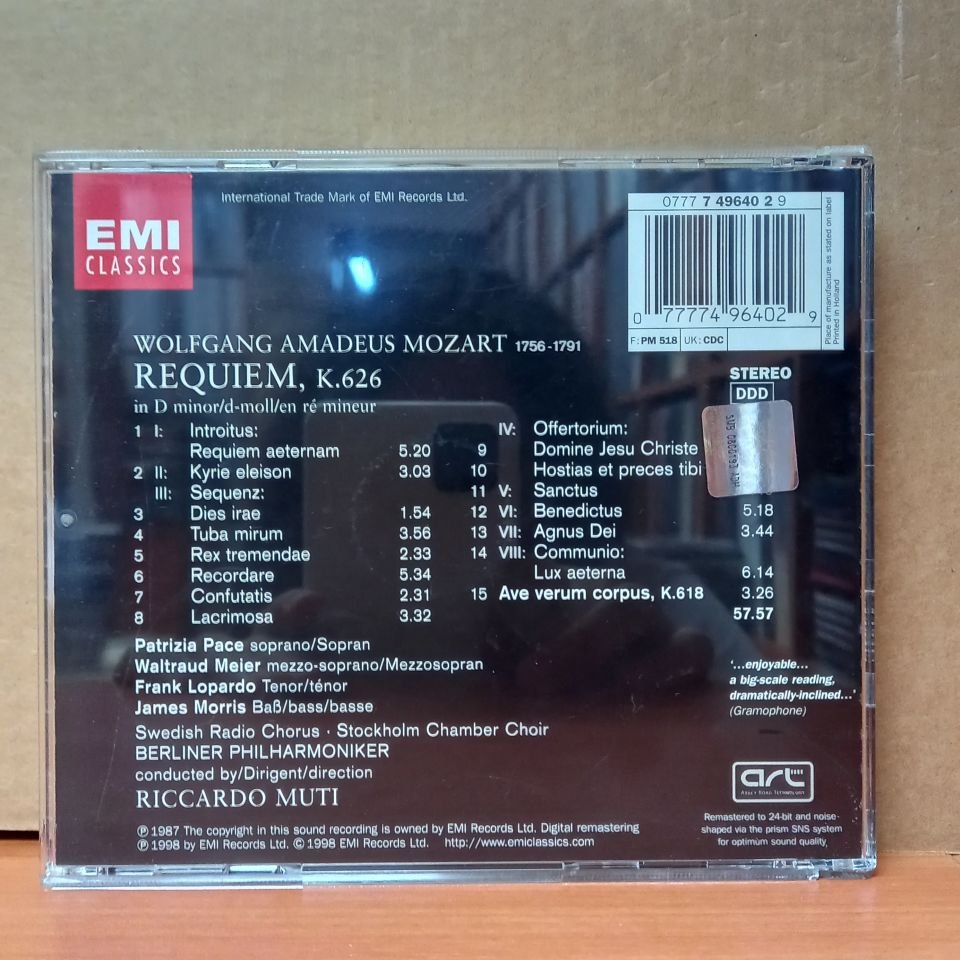 EMI
CLASSICS
International Trade Mark of EMI Records Ltd.
0777 7 49640 2 9
0 77774 96402 9
F: PM 518 UK: CDC
Place of manufacture as stated on label
Printed in Holland
WOLFGANG AMADEUS MOZART 1756-1791
REQUIEM, K.626
in D minor/d-moll/en ré mineur
STEREO
DDD
1 I: Introitus:
Requiem aeternam 5.20
2 II: Kyrie eleison 3.03
III: Sequenz:
3 Dies irae 1.54
4 Tuba mirum 3.56
5 Rex tremendae 2.33
6 Recordare 5.34
7 Confutatis 2.31
8 Lacrimosa 3.32
IV: Offertorium:
9 Domine Jesu Christe
10 Hostias et preces tibi
11 V: Sanctus
12 VI: Benedictus 5.18
13 VII: Agnus Dei 3.44
14 VIII: Communio:
Lux aeterna 6.14
15 Ave verum corpus, K.618 3.26
57.57
Patrizia Pace soprano/Sopran
Waltraud Meier mezzo-soprano/Mezzosopran
Frank Lopardo Tenor/ténor
James Morris Baß/bass/basse
Swedish Radio Chorus · Stockholm Chamber Choir
BERLINER PHILHARMONIKER
conducted by/Dirigent/direction
RICCARDO MUTI
'...enjoyable...
a big-scale reading,
dramatically-inclined...'
(Gramophone)
art
ABBEY ROAD TECHNOLOGY
Remastered to 24-bit and noise-
shaped via the prism SNS system
for optimum sound quality
℗ 1987 The copyright in this sound recording is owned by EMI Records Ltd. Digital remastering
℗ 1998 by EMI Records Ltd. © 1998 EMI Records Ltd. http://www.emiclassics.com